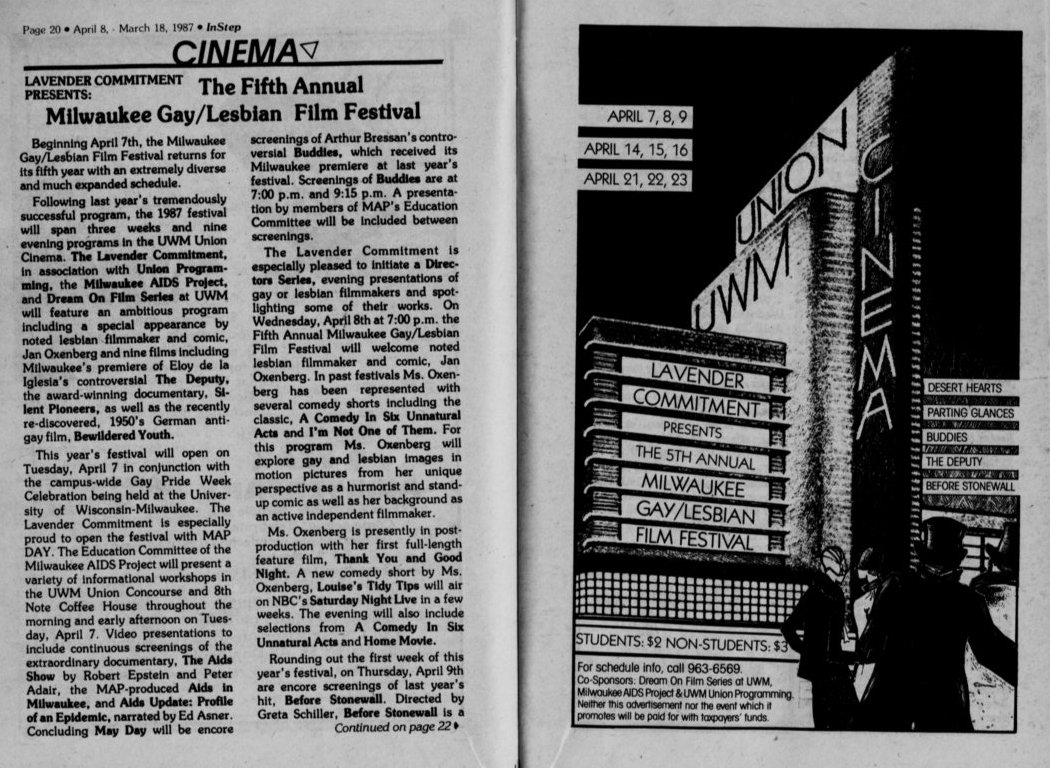 Page 20 • April 8, - March 18, 1987 • InStep
CINEMA
LAVENDER COMMITMENT
PRESENTS:
The Fifth Annual
Milwaukee Gay/Lesbian Film Festival
Beginning April 7th, the Milwaukee
Gay/Lesbian Film Festival returns for
its fifth year with an extremely diverse
and much expanded schedule.
Following last year's tremendously
successful program, the 1987 festival
will span three weeks and nine
evening programs in the UWM Union
Cinema. The Lavender Commitment,
in association with Union Program-
ming, the Milwaukee AIDS Project,
and Dream On Film Series at UWM
will feature an ambitious program
including a special appearance by
noted lesbian filmmaker and comic,
Jan Oxenberg and nine films including
Milwaukee's premiere of Eloy de la
Iglesia's controversial The Deputy,
the award-winning documentary, Si-
lent Pioneers, as well as the recently
re-discovered, 1950's German anti-
gay film, Bewildered Youth.
This year's festival will open on
Tuesday, April 7 in conjunction with
the campus-wide Gay Pride Week
Celebration being held at the Univer-
sity of Wisconsin-Milwaukee. The
Lavender Commitment is especially
proud to open the festival with MAP
DAY. The Education Committee of the
Milwaukee AIDS Project will present a
variety of informational workshops in
the UWM Union Concourse and 8th
Note Coffee House throughout the
morning and early afternoon on Tues-
day, April 7. Video presentations to
include continuous screenings of the
extraordinary documentary, The Aids
Show by Robert Epstein and Peter
Adair, the MAP-produced Aids in
Milwaukee, and Aids Update: Profile
of an Epidemic, narrated by Ed Asner.
Concluding May Day will be encore
screenings of Arthur Bressan's contro-
versial Buddies, which received its
Milwaukee premiere at last year's
festival. Screenings of Buddies are at
7:00 p.m. and 9:15 p.m. A presenta-
tion by members of MAP's Education
Committee will be included between
screenings.
The Lavender Commitment is
especially pleased to initiate a Direc-
tors Series, evening presentations of
gay or lesbian filmmakers and spot-
lighting some of their works. On
Wednesday, April 8th at 7:00 p.m. the
Fifth Annual Milwaukee Gay/Lesbian
Film Festival will welcome noted
lesbian filmmaker and comic, Jan
Oxenberg. In past festivals Ms. Oxen-
berg has been represented with
several comedy shorts including the
classic, A Comedy In Six Unnatural
Acts and I'm Not One of Them. For
this program Ms. Oxenberg will
explore gay and lesbian images in
motion pictures from her unique
perspective as a hurmorist and stand-
up comic as well as her background as
an active independent filmmaker.
Ms. Oxenberg is presently in post-
production with her first full-length
feature film, Thank You and Good
Night. A new comedy short by Ms.
Oxenberg, Louise's Tidy Tips will air
on NBC's Saturday Night Live in a few
weeks. The evening will also include
selections from A Comedy In Six
Unnatural Acts and Home Movie.
Rounding out the first week of this
year's festival, on Thursday, April 9th
are encore screenings of last year's
hit, Before Stonewall. Directed by
Greta Schiller, Before Stonewall is a
Continued on page 22
APRIL 7, 8, 9
APRIL 14, 15, 16
APRIL 21, 22, 23
UWM UNION
CINEMA
LAVENDER
COMMITMENT
PRESENTS
THE 5TH ANNUAL
MILWAUKEE
GAY/LESBIAN
FILM FESTIVAL
DESERT HEARTS
PARTING GLANCES
BUDDIES
THE DEPUTY
BEFORE STONEWALL
STUDENTS: $2 NON-STUDENTS: $3
For schedule info, call 963-6569.
Co-Sponsors: Dream On Film Series at UWM,
Milwaukee AIDS Project & UWM Union Programming.
Neither this advertisement nor the event which it
promotes will be paid for with taxpayers' funds.